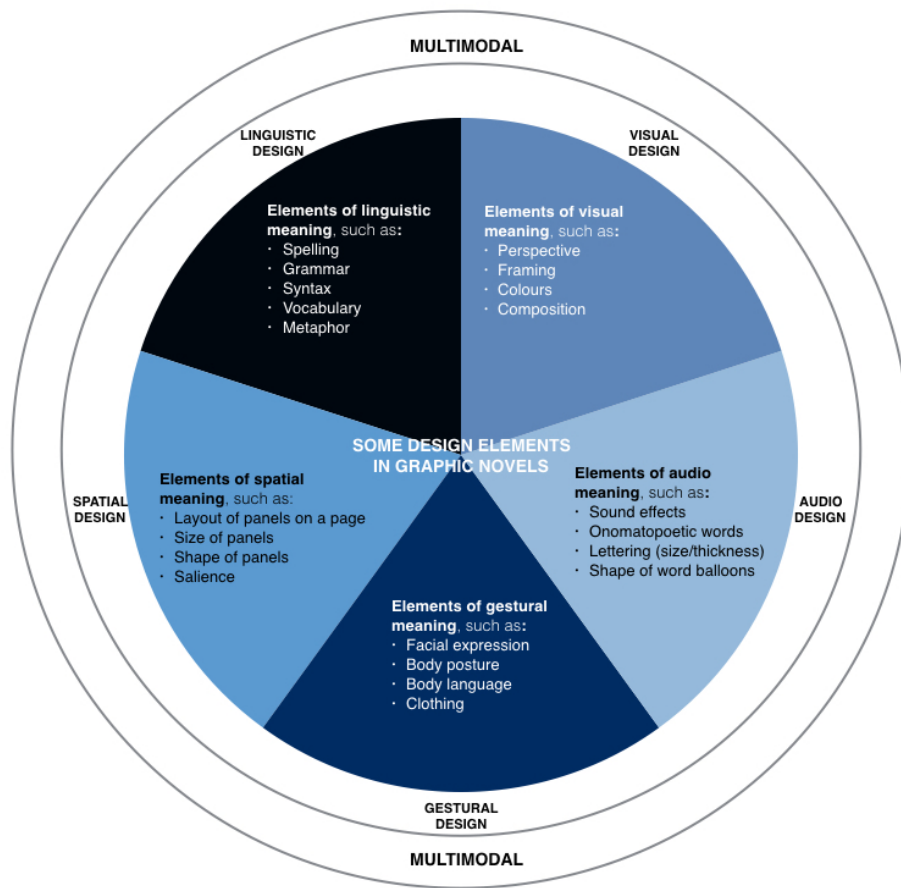 MULTIMODAL
LINGUISTIC
DESIGN
VISUAL
DESIGN
Elements of linguistic
meaning, such as:
· Spelling
· Grammar
· Syntax
· Vocabulary
· Metaphor
Elements of visual
meaning, such as:
· Perspective
· Framing
· Colours
· Composition
SOME DESIGN ELEMENTS
IN GRAPHIC NOVELS
SPATIAL
DESIGN
Elements of spatial
meaning, such as:
· Layout of panels on a page
· Size of panels
· Shape of panels
· Salience
Elements of audio
meaning, such as:
· Sound effects
· Onomatopoetic words
· Lettering (size/thickness)
· Shape of word balloons
AUDIO
DESIGN
Elements of gestural
meaning, such as:
· Facial expression
· Body posture
· Body language
· Clothing
GESTURAL
DESIGN
MULTIMODAL